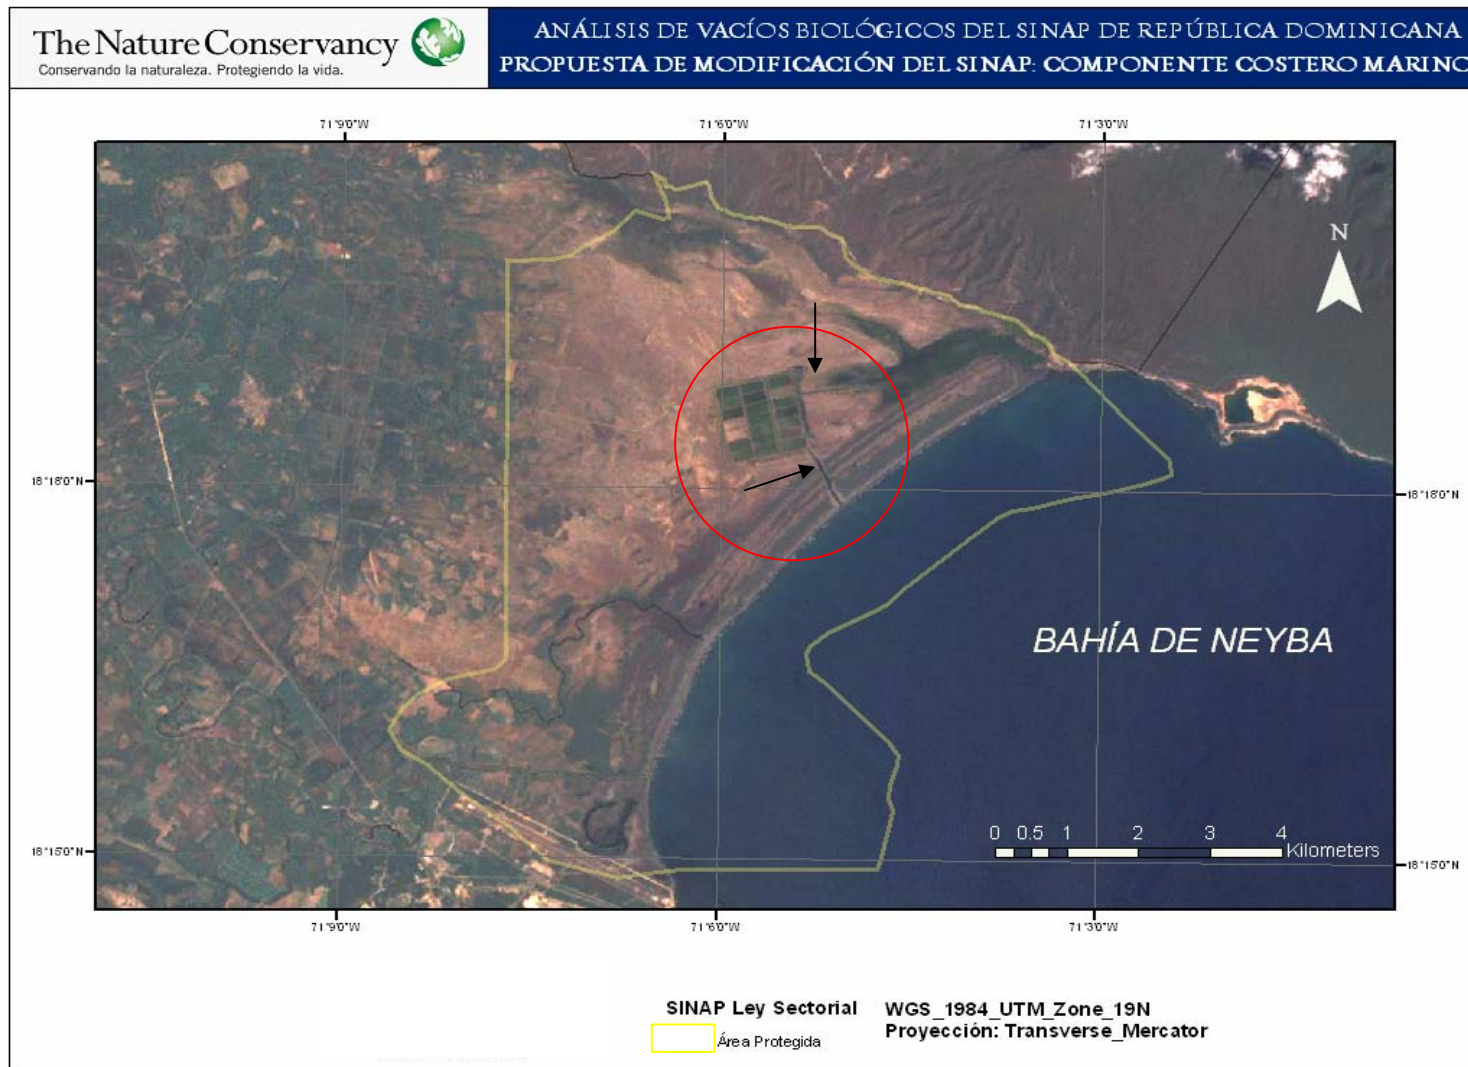 The Nature Conservancy
Conservando la naturaleza. Protegiendo la vida.
ANÁLISIS DE VACÍOS BIOLÓGICOS DEL SINAP DE REPÚBLICA DOMINICANA
PROPUESTA DE MODIFICACIÓN DEL SINAP: COMPONENTE COSTERO MARINO
71°9'0"W 71°6'0"W 71°3'0"W
N
18°18'0"N 18°18'0"N
BAHÍA DE NEYBA
0 0.5 1 2 3 4
Kilometers
18°15'0"N 18°15'0"N
71°9'0"W 71°6'0"W 71°3'0"W
SINAP Ley Sectorial
Área Protegida
WGS_1984_UTM_Zone_19N
Proyección: Transverse_Mercator